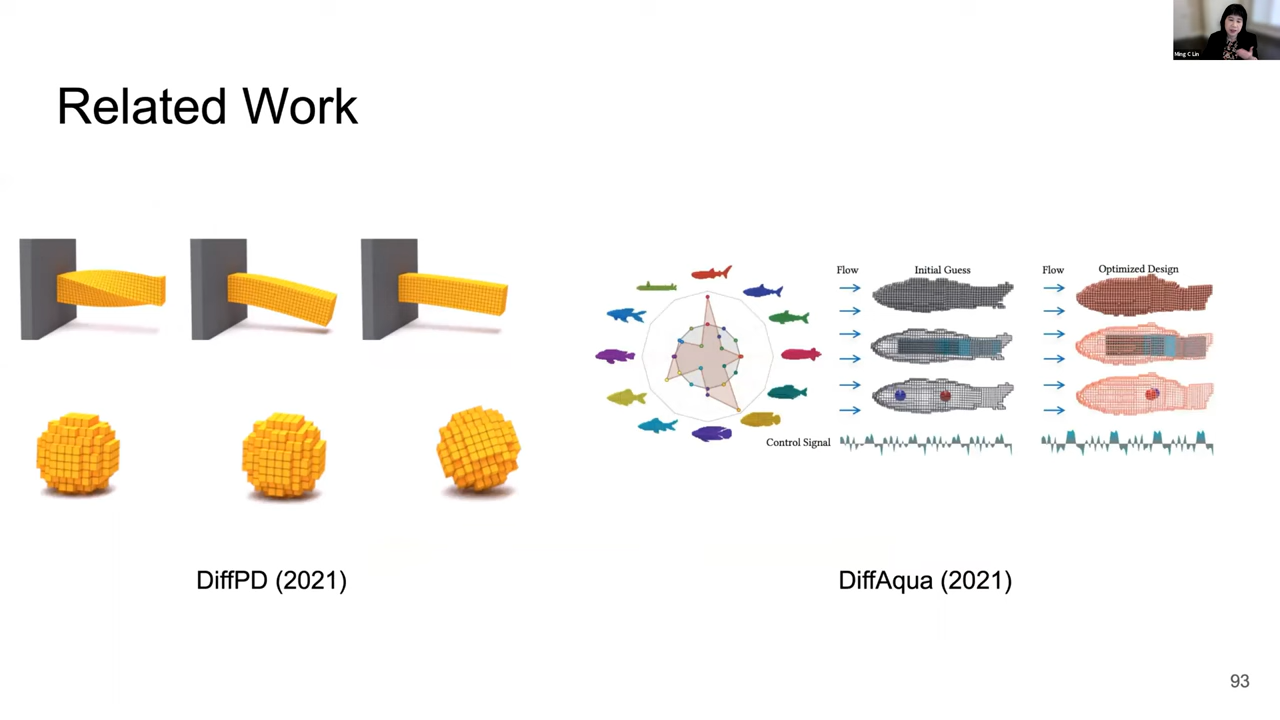 Ming C Lin
Related Work
Flow
Initial Guess
Flow
Optimized Design
Control Signal
DiffPD (2021)
DiffAqua (2021)
93